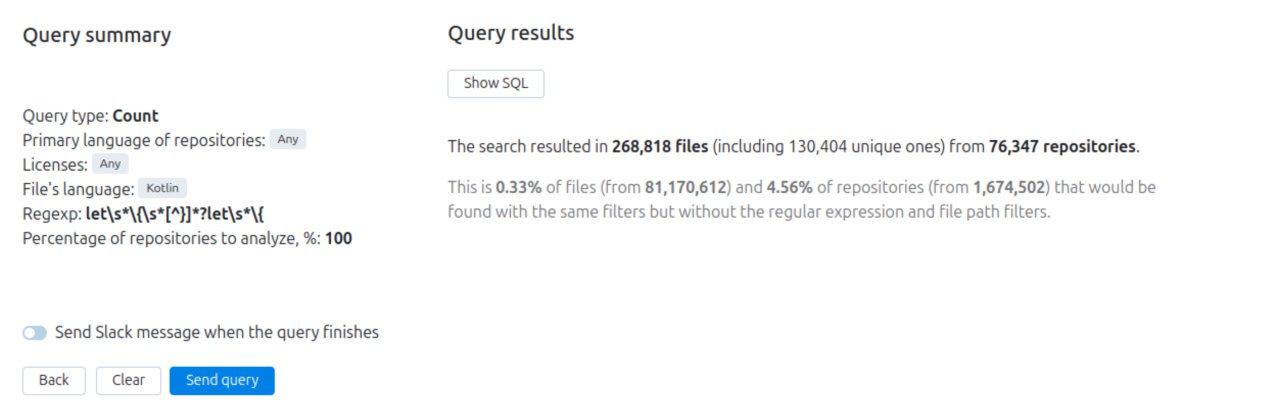 Query summary
Query type: Count
Primary language of repositories: Any
Licenses: Any
File's language: Kotlin
Regexp: let\s*\{\s*[^}]*?let\s*\{
Percentage of repositories to analyze, %: 100
Send Slack message when the query finishes
Back Clear Send query
Query results
Show SQL
The search resulted in 268,818 files (including 130,404 unique ones) from 76,347 repositories.
This is 0.33% of files (from 81,170,612) and 4.56% of repositories (from 1,674,502) that would be
found with the same filters but without the regular expression and file path filters.